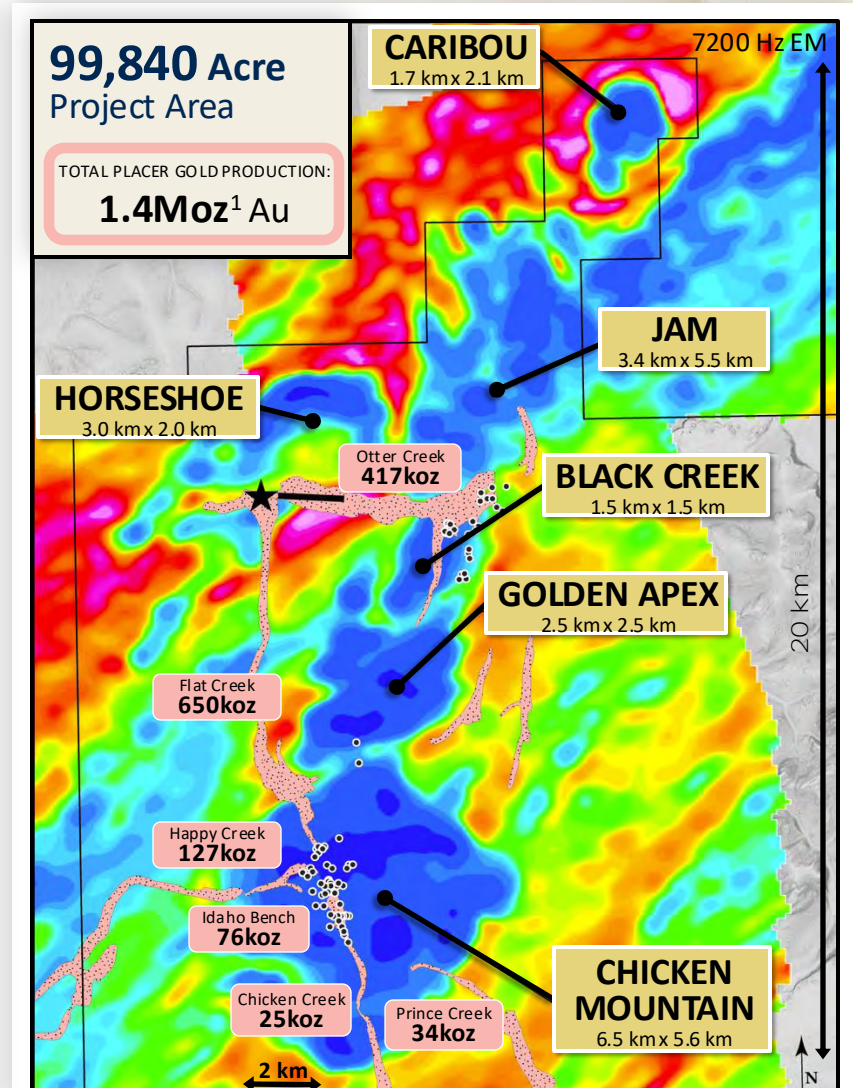 99,840 Acre
Project Area
TOTAL PLACER GOLD PRODUCTION:
1.4Moz¹ Au
CARIBOU
1.7 km x 2.1 km
7200 Hz EM
JAM
3.4 km x 5.5 km
HORSESHOE
3.0 km x 2.0 km
Otter Creek
417koz
BLACK CREEK
1.5 km x 1.5 km
GOLDEN APEX
2.5 km x 2.5 km
20 km
Flat Creek
650koz
Happy Creek
127koz
Idaho Bench
76koz
Chicken Creek
25koz
Prince Creek
34koz
CHICKEN
MOUNTAIN
6.5 km x 5.6 km
2 km
N